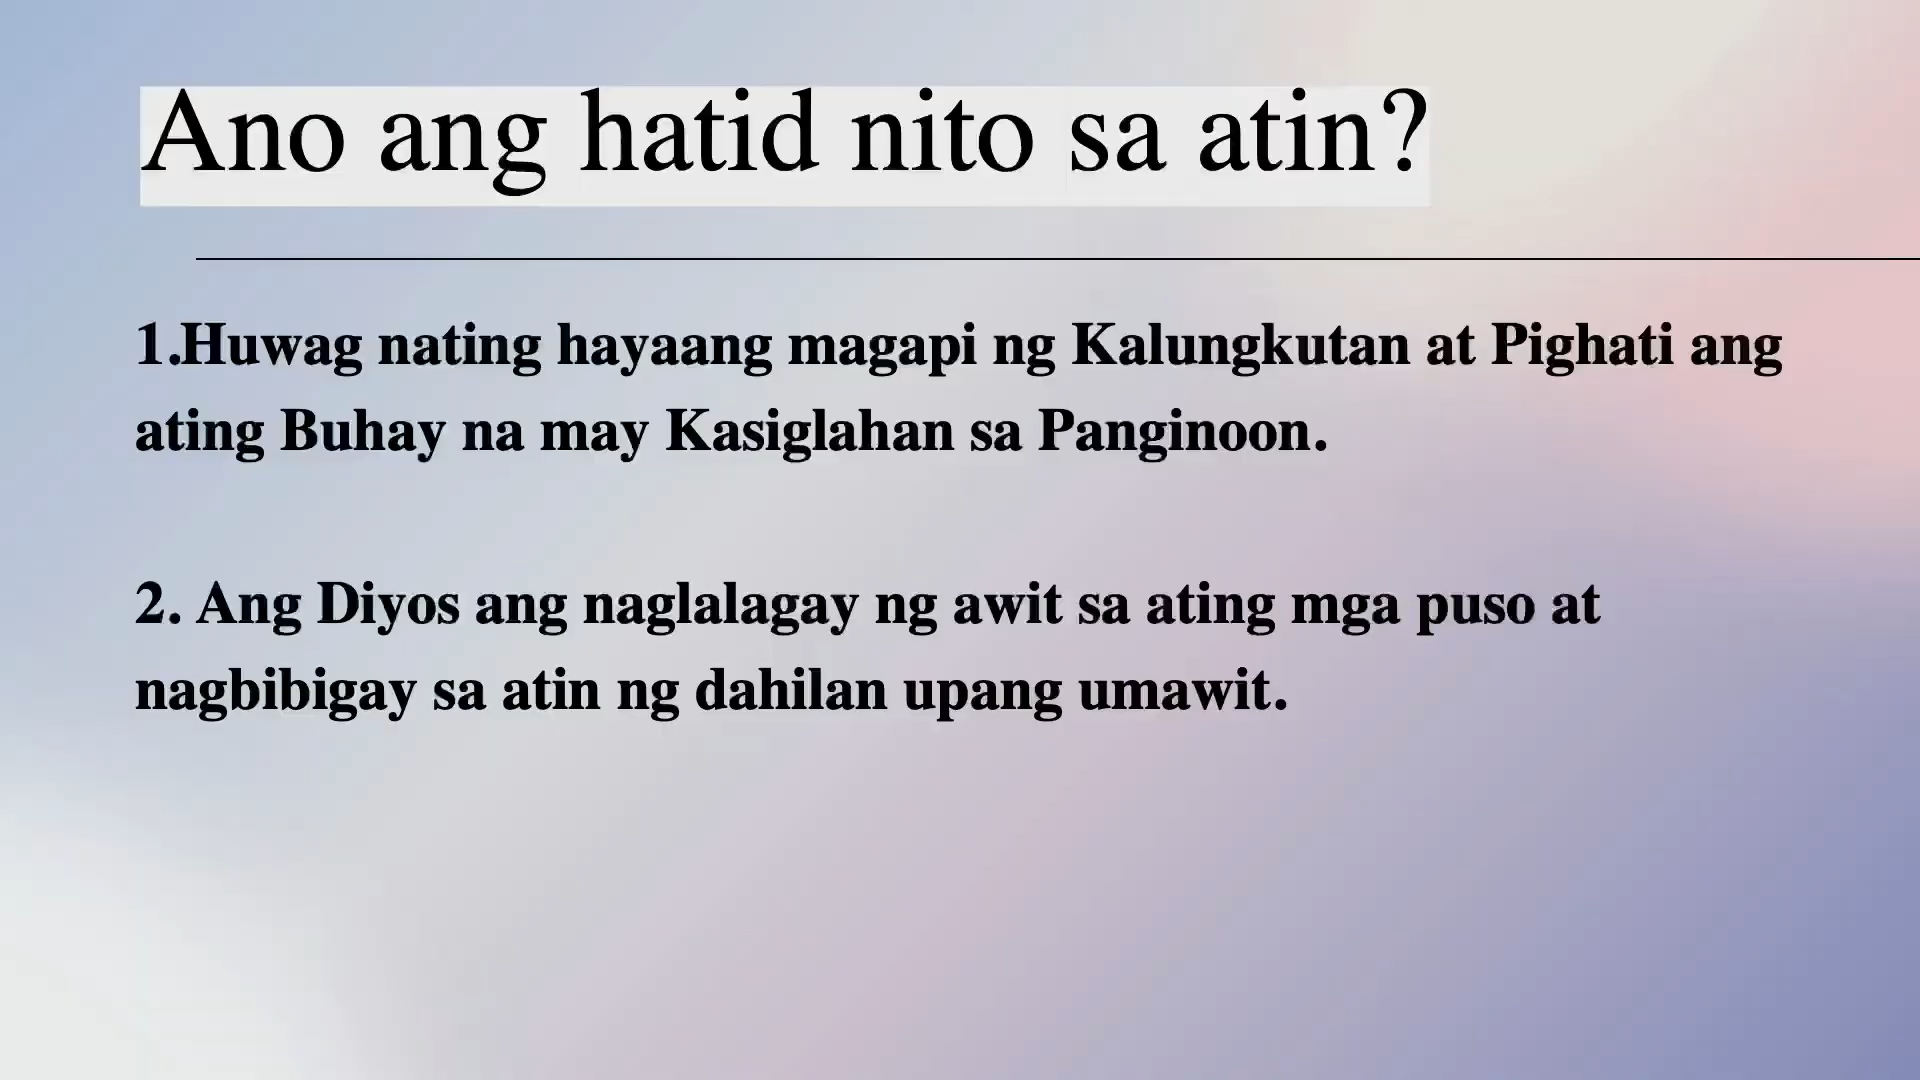 Ano ang hatid nito sa atin?
1.Huwag nating hayaang magapi ng Kalungkutan at Pighati ang
ating Buhay na may Kasiglahan sa Panginoon.
2. Ang Diyos ang naglalagay ng awit sa ating mga puso at
nagbibigay sa atin ng dahilan upang umawit.